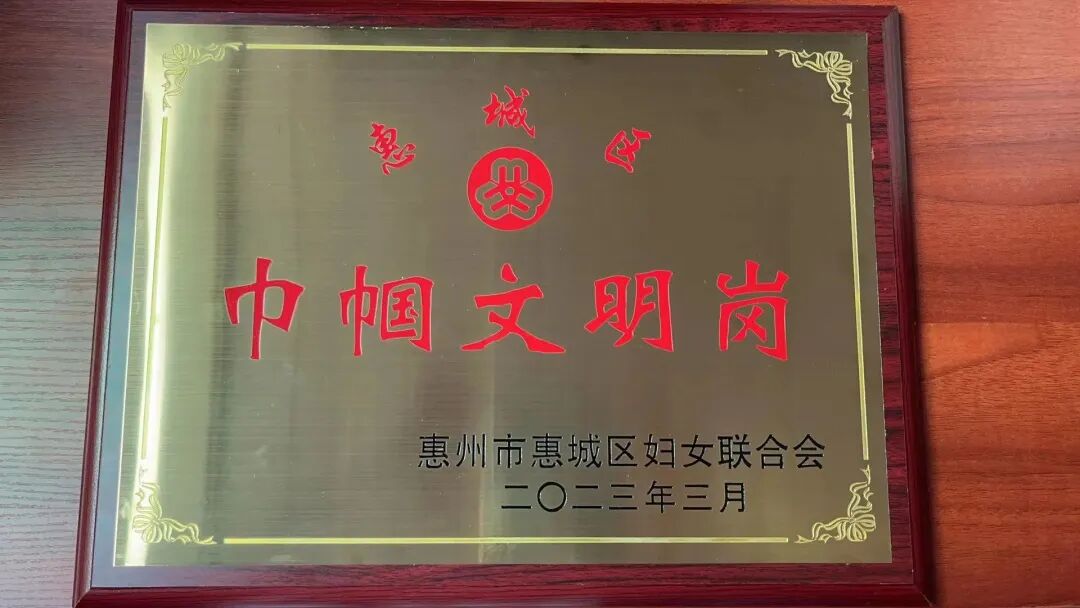 惠城区
巾帼文明岗
惠州市惠城区妇女联合会
二〇二三年三月